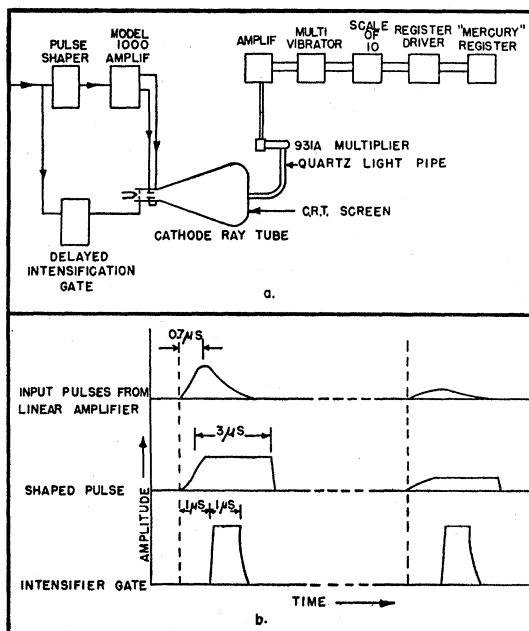 PULSE
SHAPER
MODEL
1000
AMPLIF
AMPLIF
MULTI
VIBRATOR
SCALE
OF
10
REGISTER
DRIVER
"MERCURY"
REGISTER
931A MULTIPLIER
QUARTZ LIGHT PIPE
C.R.T. SCREEN
CATHODE RAY TUBE
DELAYED
INTENSIFICATION
GATE
a.
0.7μS
INPUT PULSES FROM
LINEAR AMPLIFIER
3μS
SHAPED PULSE
AMPLITUDE
1μS
1μS
INTENSIFIER GATE
TIME
b.